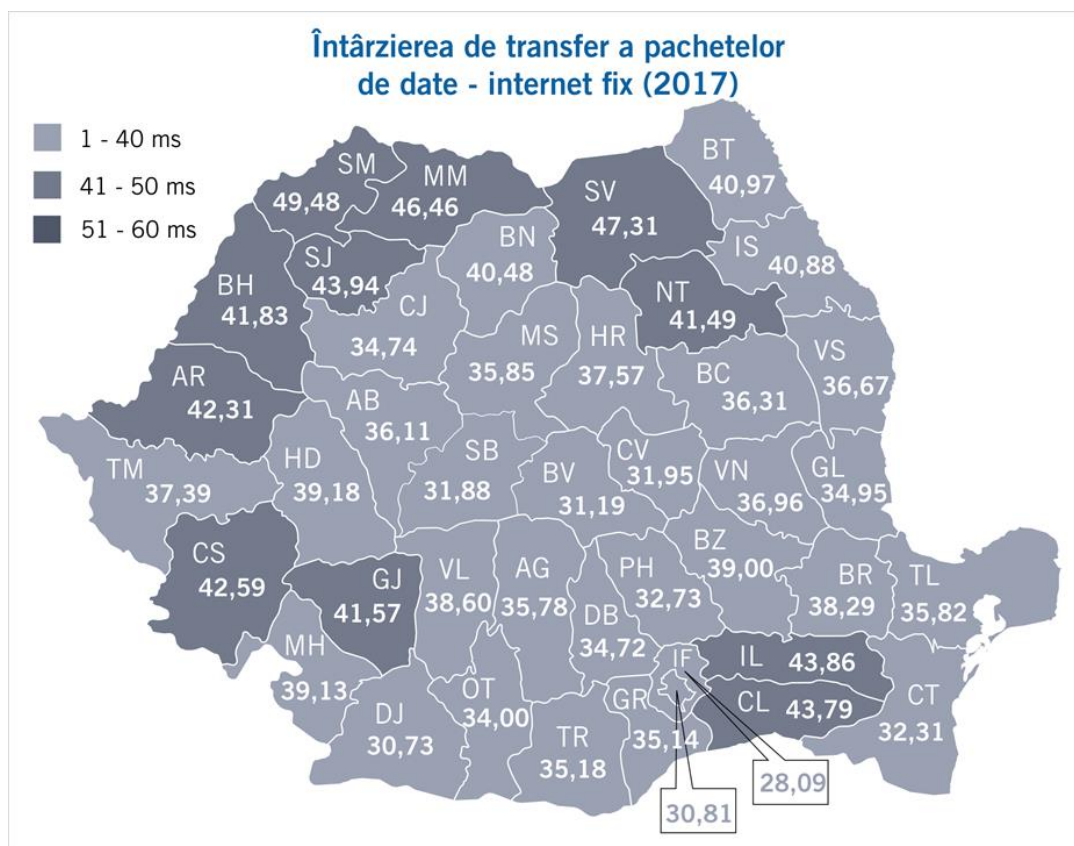 Întârzierea de transfer a pachetelor
de date - internet fix (2017)
1 - 40 ms
41 - 50 ms
51 - 60 ms
SM
49,48
MM
46,46
SV
47,31
BT
40,97
BN
40,48
IS
40,88
SJ
43,94
BH
41,83
CJ
34,74
NT
41,49
MS
35,85
HR
37,57
VS
36,67
BC
36,31
AR
42,31
AB
36,11
TM
37,39
HD
39,18
SB
31,88
BV
31,19
CV
31,95
VN
36,96
GL
34,95
CS
42,59
GJ
41,57
VL
38,60
AG
35,78
PH
32,73
BZ
39,00
BR
38,29
TL
35,82
DB
34,72
MH
39,13
IF
IL 43,86
OT
34,00
GR
35,14
CL 43,79
CT
32,31
DJ
30,73
TR
35,18
28,09
30,81